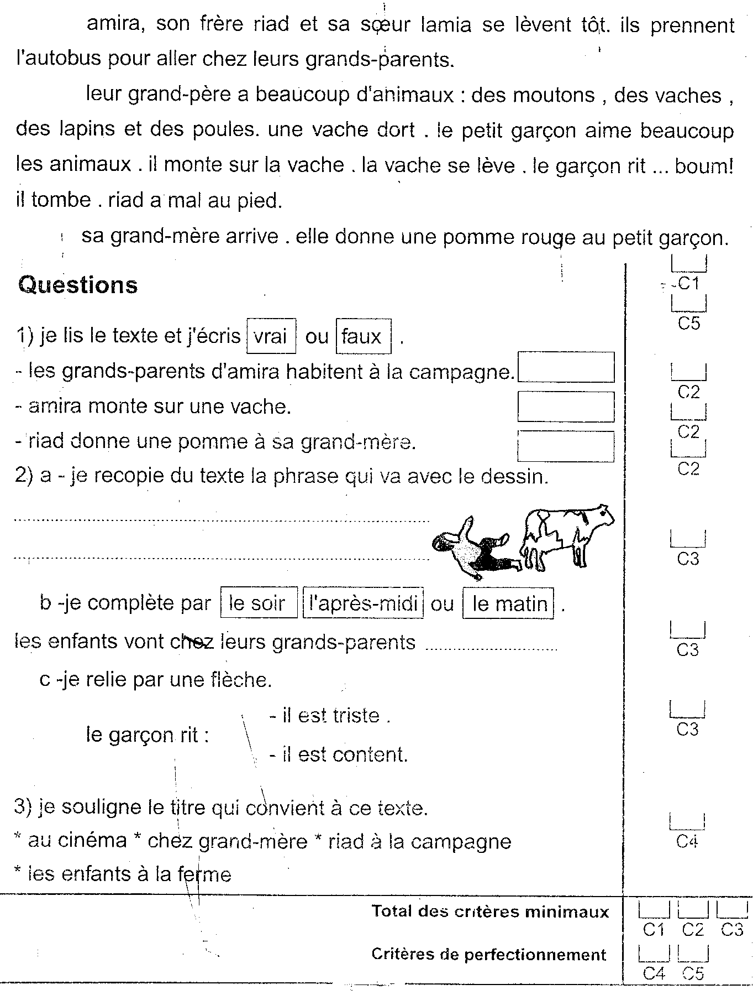 amira, son frère riad et sa sœur lamia se lèvent tôt. ils prennent
l'autobus pour aller chez leurs grands-parents.
leur grand-père a beaucoup d'animaux : des moutons , des vaches ,
des lapins et des poules. une vache dort . le petit garçon aime beaucoup
les animaux . il monte sur la vache . la vache se lève . le garçon rit ... boum!
il tombe . riad a mal au pied.
sa grand-mère arrive . elle donne une pomme rouge au petit garçon.
Questions
C1
C5
1) je lis le texte et j'écris vrai ou faux .
- les grands-parents d'amira habitent à la campagne.
C2
- amira monte sur une vache.
C2
- riad donne une pomme à sa grand-mère.
C2
2) a - je recopie du texte la phrase qui va avec le dessin.
C3
b -je complète par le soir l'après-midi ou le matin .
les enfants vont chez leurs grands-parents ........................
C3
c -je relie par une flèche.
- il est triste .
le garçon rit :
C3
- il est content.
3) je souligne le titre qui convient à ce texte.
* au cinéma * chez grand-mère * riad à la campagne
C4
* les enfants à la ferme
Total des critères minimaux
C1 C2 C3
Critères de perfectionnement
C4 C5